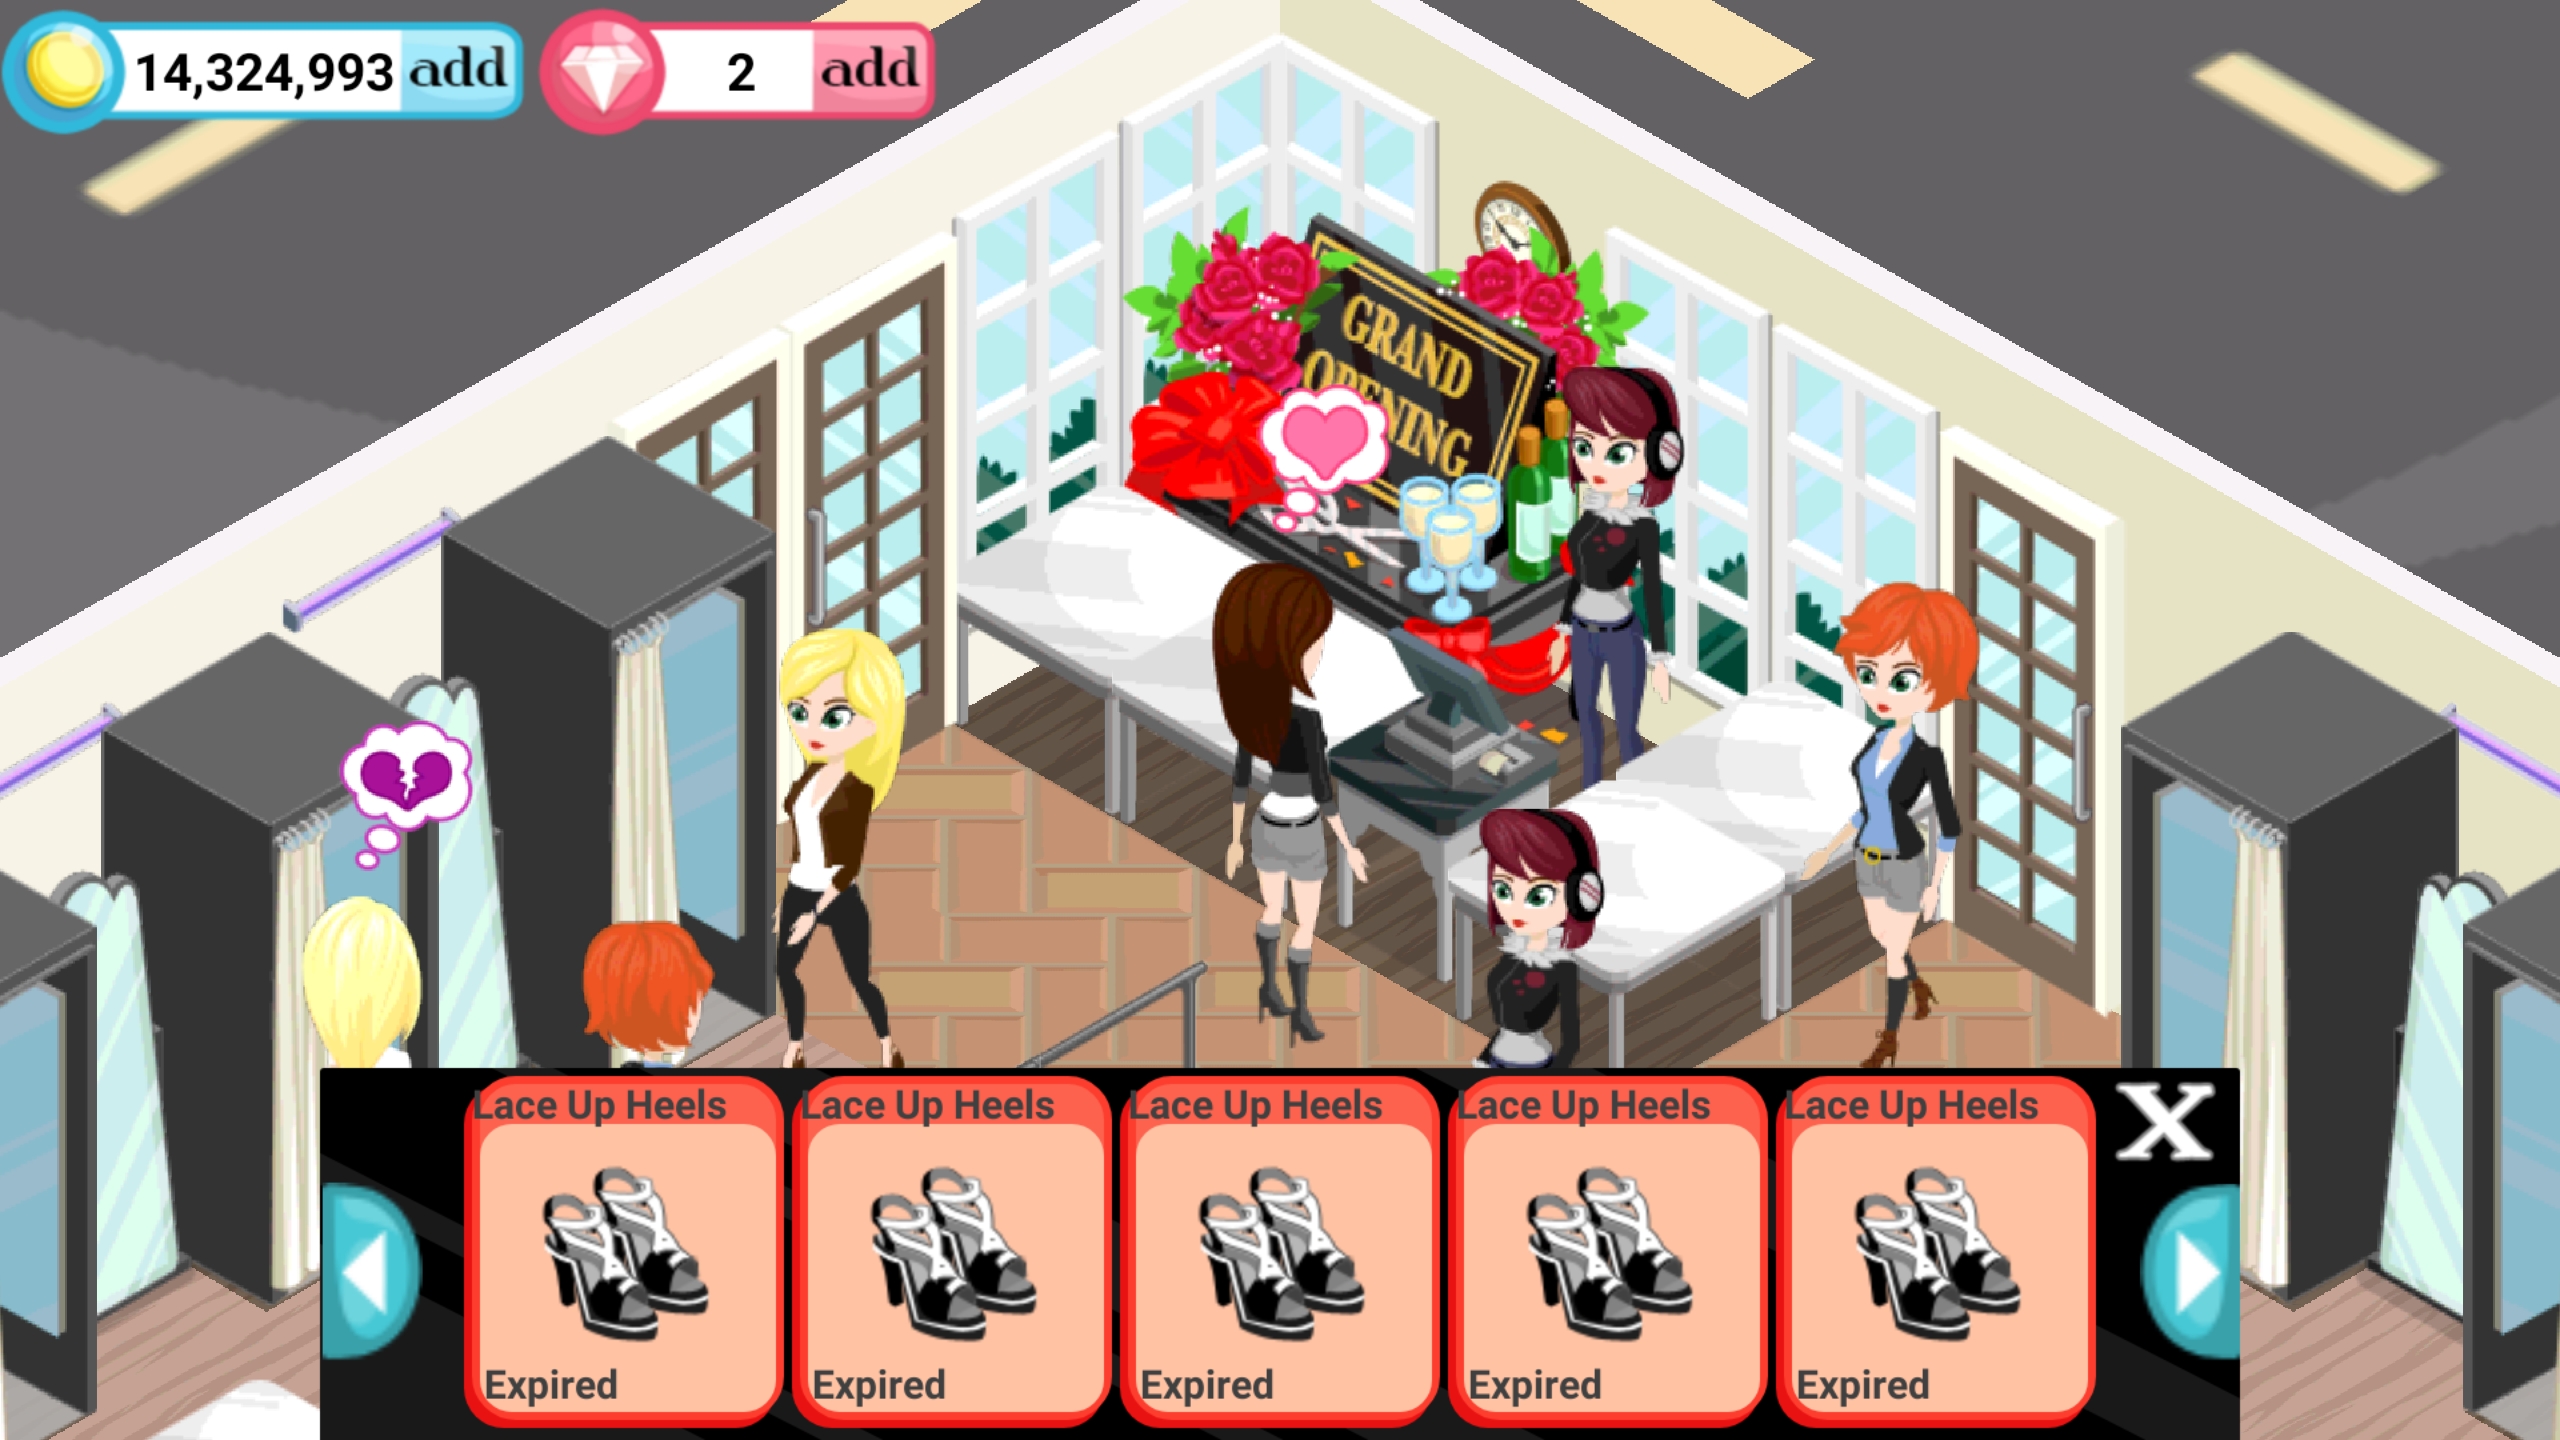 14,324,993 add
2 add
GRAND
OPENING
Lace Up Heels
Expired
Lace Up Heels
Expired
Lace Up Heels
Expired
Lace Up Heels
Expired
Lace Up Heels
Expired
X